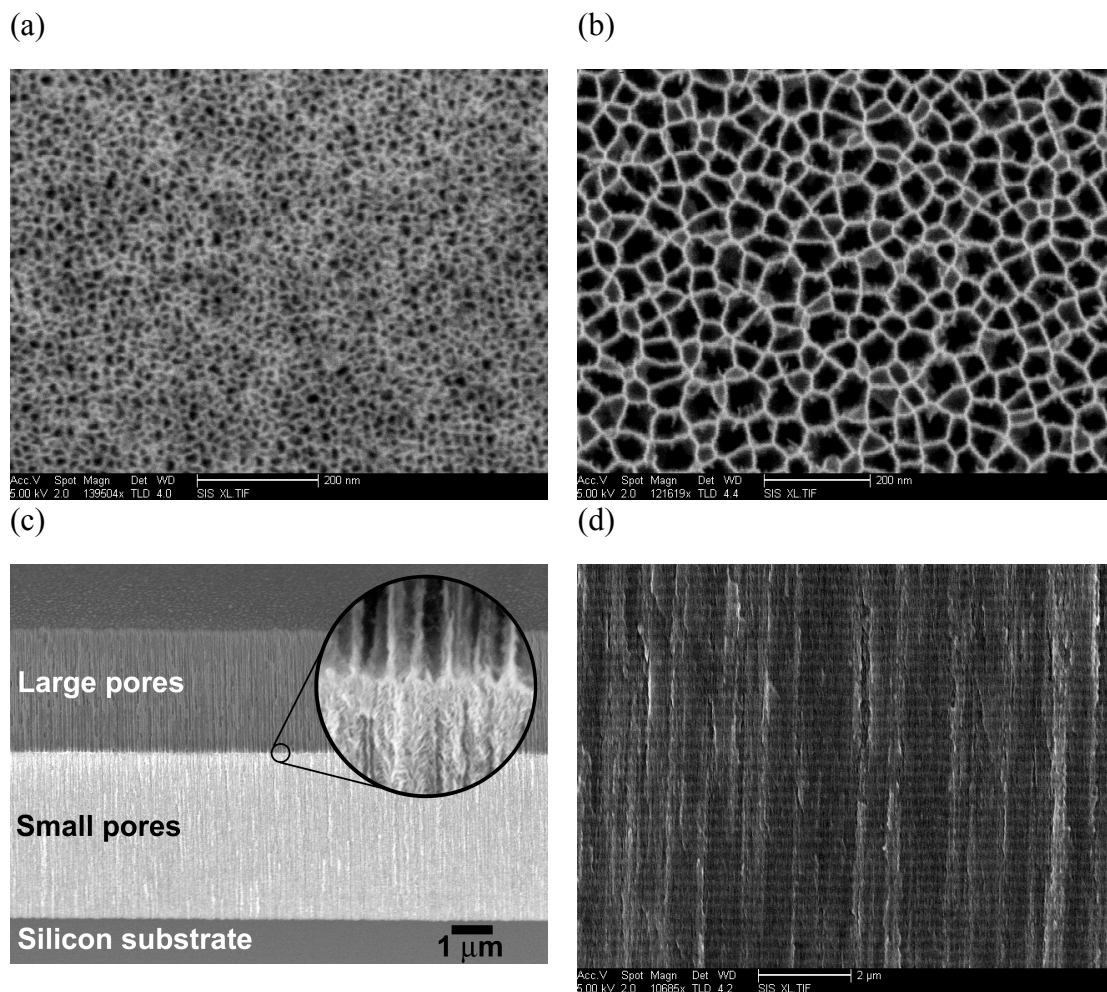 (a)
(b)
Acc.V Spot Magn Det WD 200 nm
5.00 kV 2.0 139504x TLD 4.0 SIS XL.TIF
Acc.V Spot Magn Det WD 200 nm
5.00 kV 2.0 121619x TLD 4.4 SIS XL.TIF
(c)
(d)
Large pores
Small pores
Silicon substrate
1 μm
Acc.V Spot Magn Det WD 2 μm
5.00 kV 2.0 10685x TLD 4.2 SIS XL.TIF